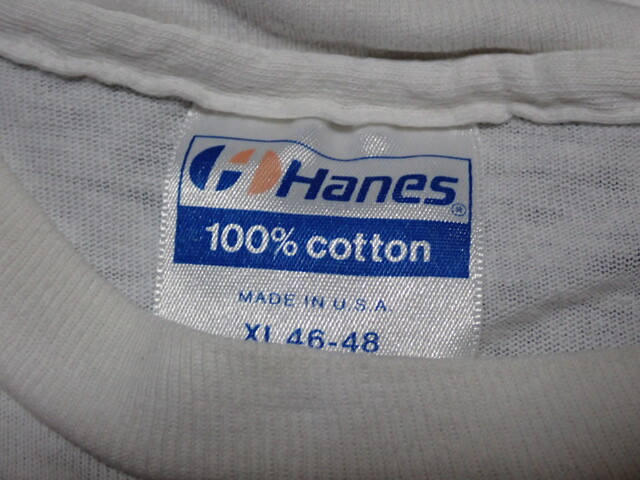 Hanes®
100% cotton
MADE IN U.S.A.
XL 46-48